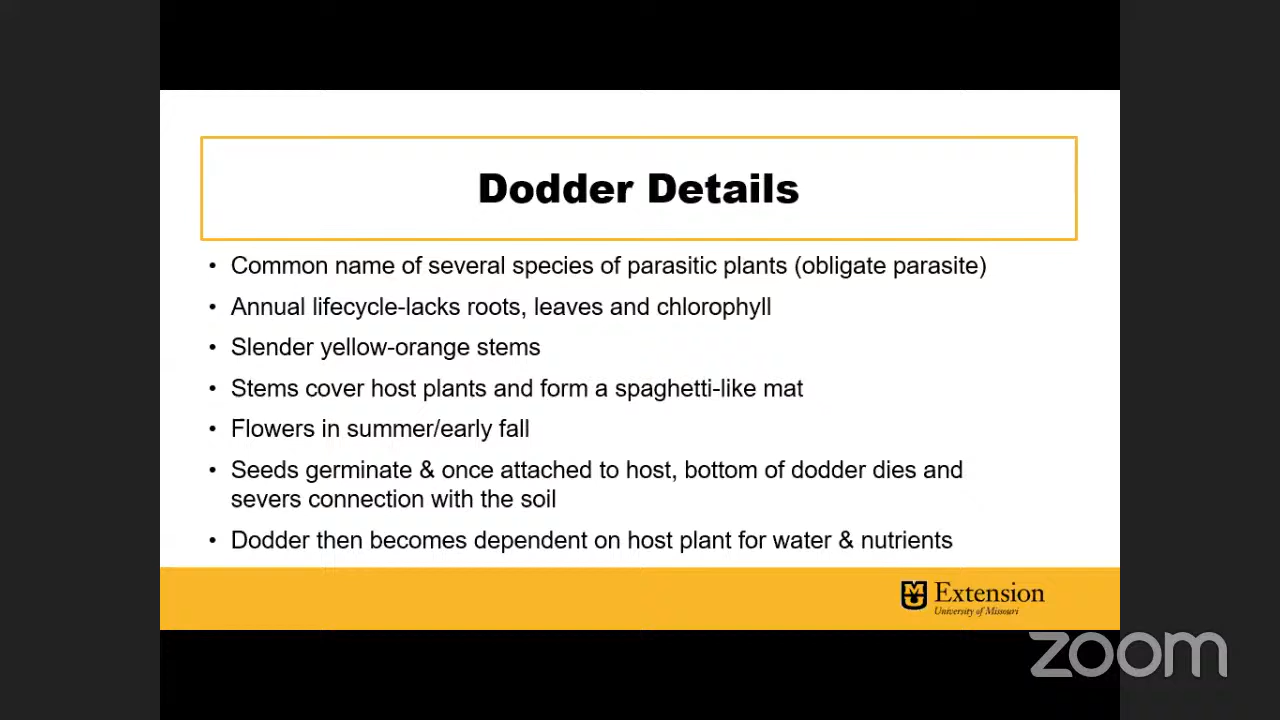 Dodder Details
• Common name of several species of parasitic plants (obligate parasite)
• Annual lifecycle-lacks roots, leaves and chlorophyll
• Slender yellow-orange stems
• Stems cover host plants and form a spaghetti-like mat
• Flowers in summer/early fall
• Seeds germinate & once attached to host, bottom of dodder dies and
severs connection with the soil
• Dodder then becomes dependent on host plant for water & nutrients
Extension
University of Missouri
zoom